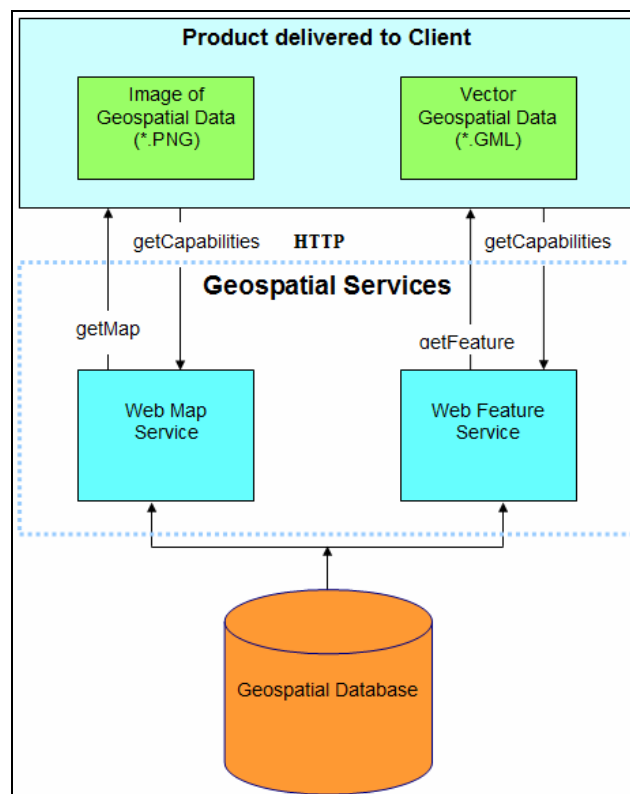 Product delivered to Client
Image of
Geospatial Data
(*.PNG)
Vector
Geospatial Data
(*.GML)
getCapabilities
HTTP
getCapabilities
Geospatial Services
getMap
getFeature
Web Map
Service
Web Feature
Service
Geospatial Database